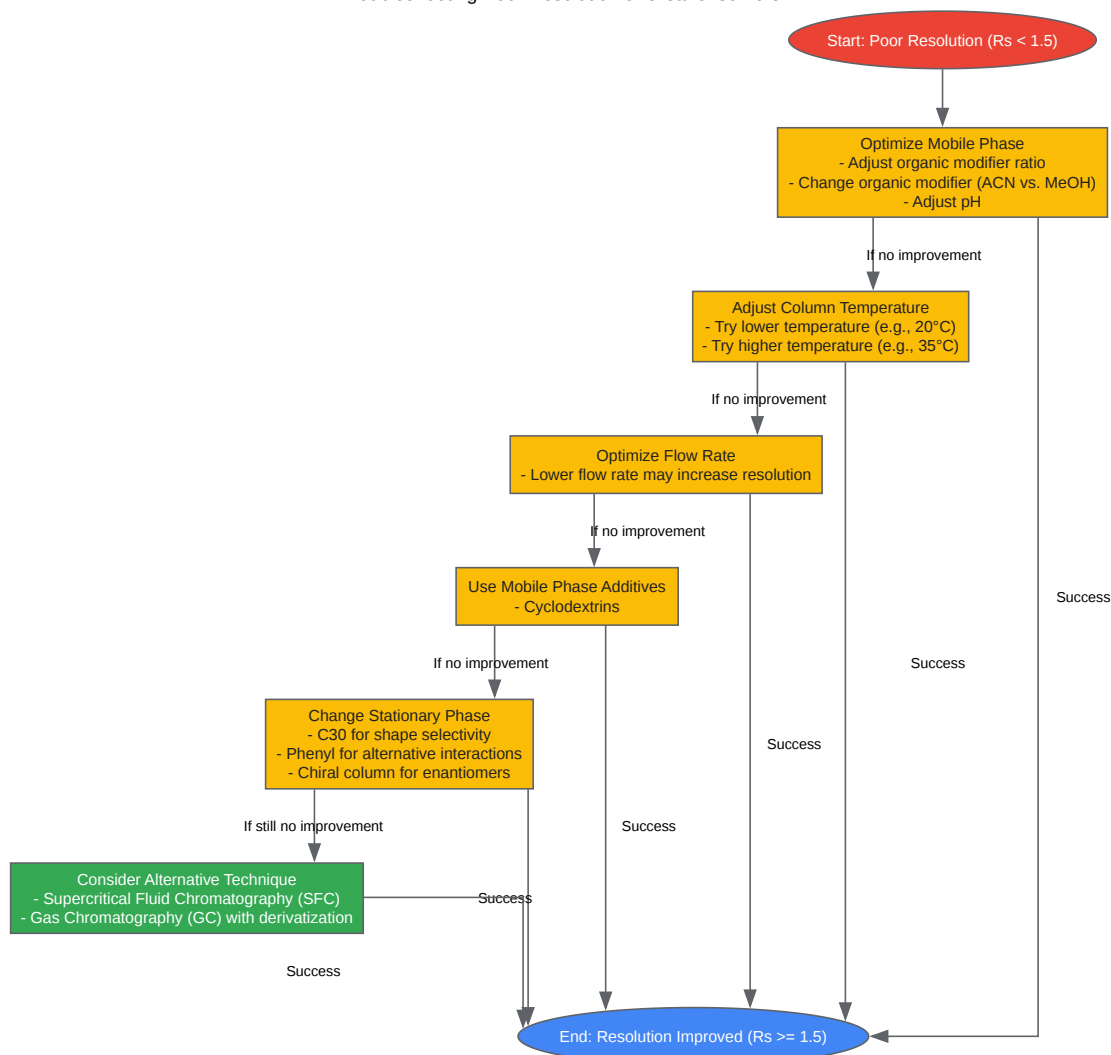 Start: Poor Resolution (Rs < 1.5)
Optimize Mobile Phase
- Adjust organic modifier ratio
- Change organic modifier (ACN vs. MeOH)
- Adjust pH
If no improvement
Adjust Column Temperature
- Try lower temperature (e.g., 20°C)
- Try higher temperature (e.g., 35°C)
If no improvement
Optimize Flow Rate
- Lower flow rate may increase resolution
If no improvement
Use Mobile Phase Additives
- Cyclodextrins
Success
If no improvement
Success
Change Stationary Phase
- C30 for shape selectivity
- Phenyl for alternative interactions
- Chiral column for enantiomers
Success
If still no improvement
Success
Consider Alternative Technique
- Supercritical Fluid Chromatography (SFC)
- Gas Chromatography (GC) with derivatization
Success
Success
End: Resolution Improved (Rs >= 1.5)